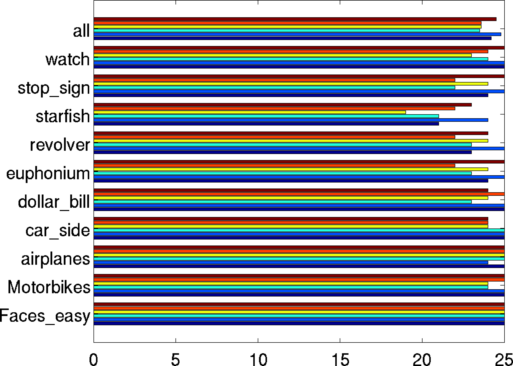 all
watch
stop_sign
starfish
revolver
euphonium
dollar_bill
car_side
airplanes
Motorbikes
Faces_easy
0 5 10 15 20 25